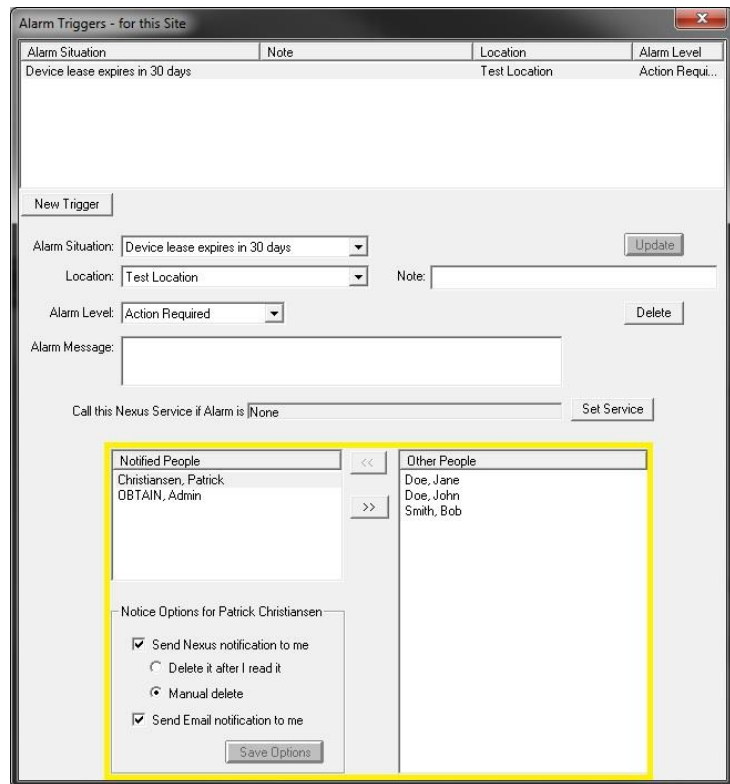 Alarm Triggers - for this Site
Alarm Situation Note Location Alarm Level
Device lease expires in 30 days Test Location Action Requi...
New Trigger
Alarm Situation: Device lease expires in 30 days Update
Location: Test Location Note:
Alarm Level: Action Required Delete
Alarm Message:
Call this Nexus Service if Alarm is None Set Service
Notified People << Other People
Christiansen, Patrick Doe, Jane
OBTAIN, Admin >> Doe, John
Smith, Bob
Notice Options for Patrick Christiansen
Send Nexus notification to me
Delete it after I read it
Manual delete
Send Email notification to me
Save Options